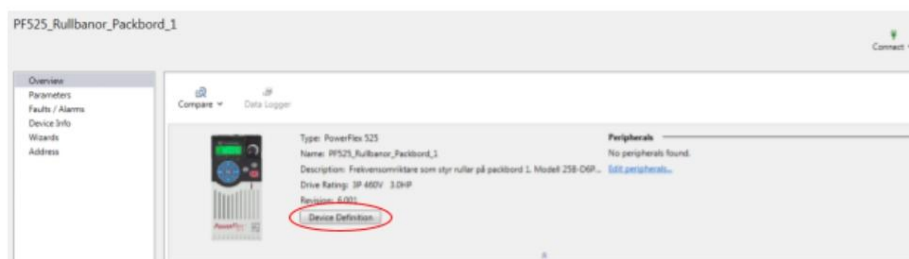 PF525_Rullbanor_Packbord_1
Connect
Overview
Parameters
Faults / Alarms
Device Info
Wizards
Address
Compare
Data Logger
Type: PowerFlex 525
Name: PF525_Rullbanor_Packbord_1
Description: Frekvensomriktare som styr rullar på packbord 1. Modell 25B-D6P...
Drive Rating: 3P 460V 3.0HP
Revision: 6.001
Device Definition
Peripherals
No peripherals found.
Edit peripherals...
PowerFlex